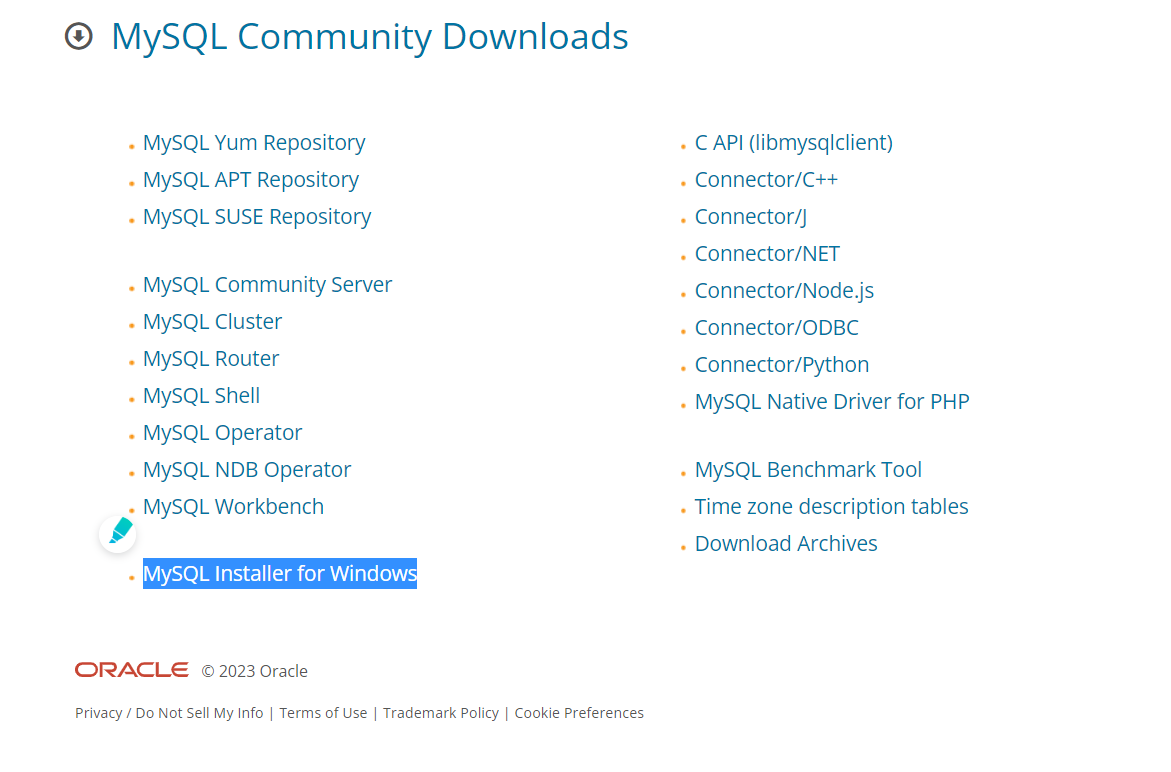 MySQL Community Downloads
MySQL Yum Repository
MySQL APT Repository
MySQL SUSE Repository
MySQL Community Server
MySQL Cluster
MySQL Router
MySQL Shell
MySQL Operator
MySQL NDB Operator
MySQL Workbench
MySQL Installer for Windows
C API (libmysqlclient)
Connector/C++
Connector/J
Connector/NET
Connector/Node.js
Connector/ODBC
Connector/Python
MySQL Native Driver for PHP
MySQL Benchmark Tool
Time zone description tables
Download Archives
ORACLE © 2023 Oracle
Privacy / Do Not Sell My Info | Terms of Use | Trademark Policy | Cookie Preferences